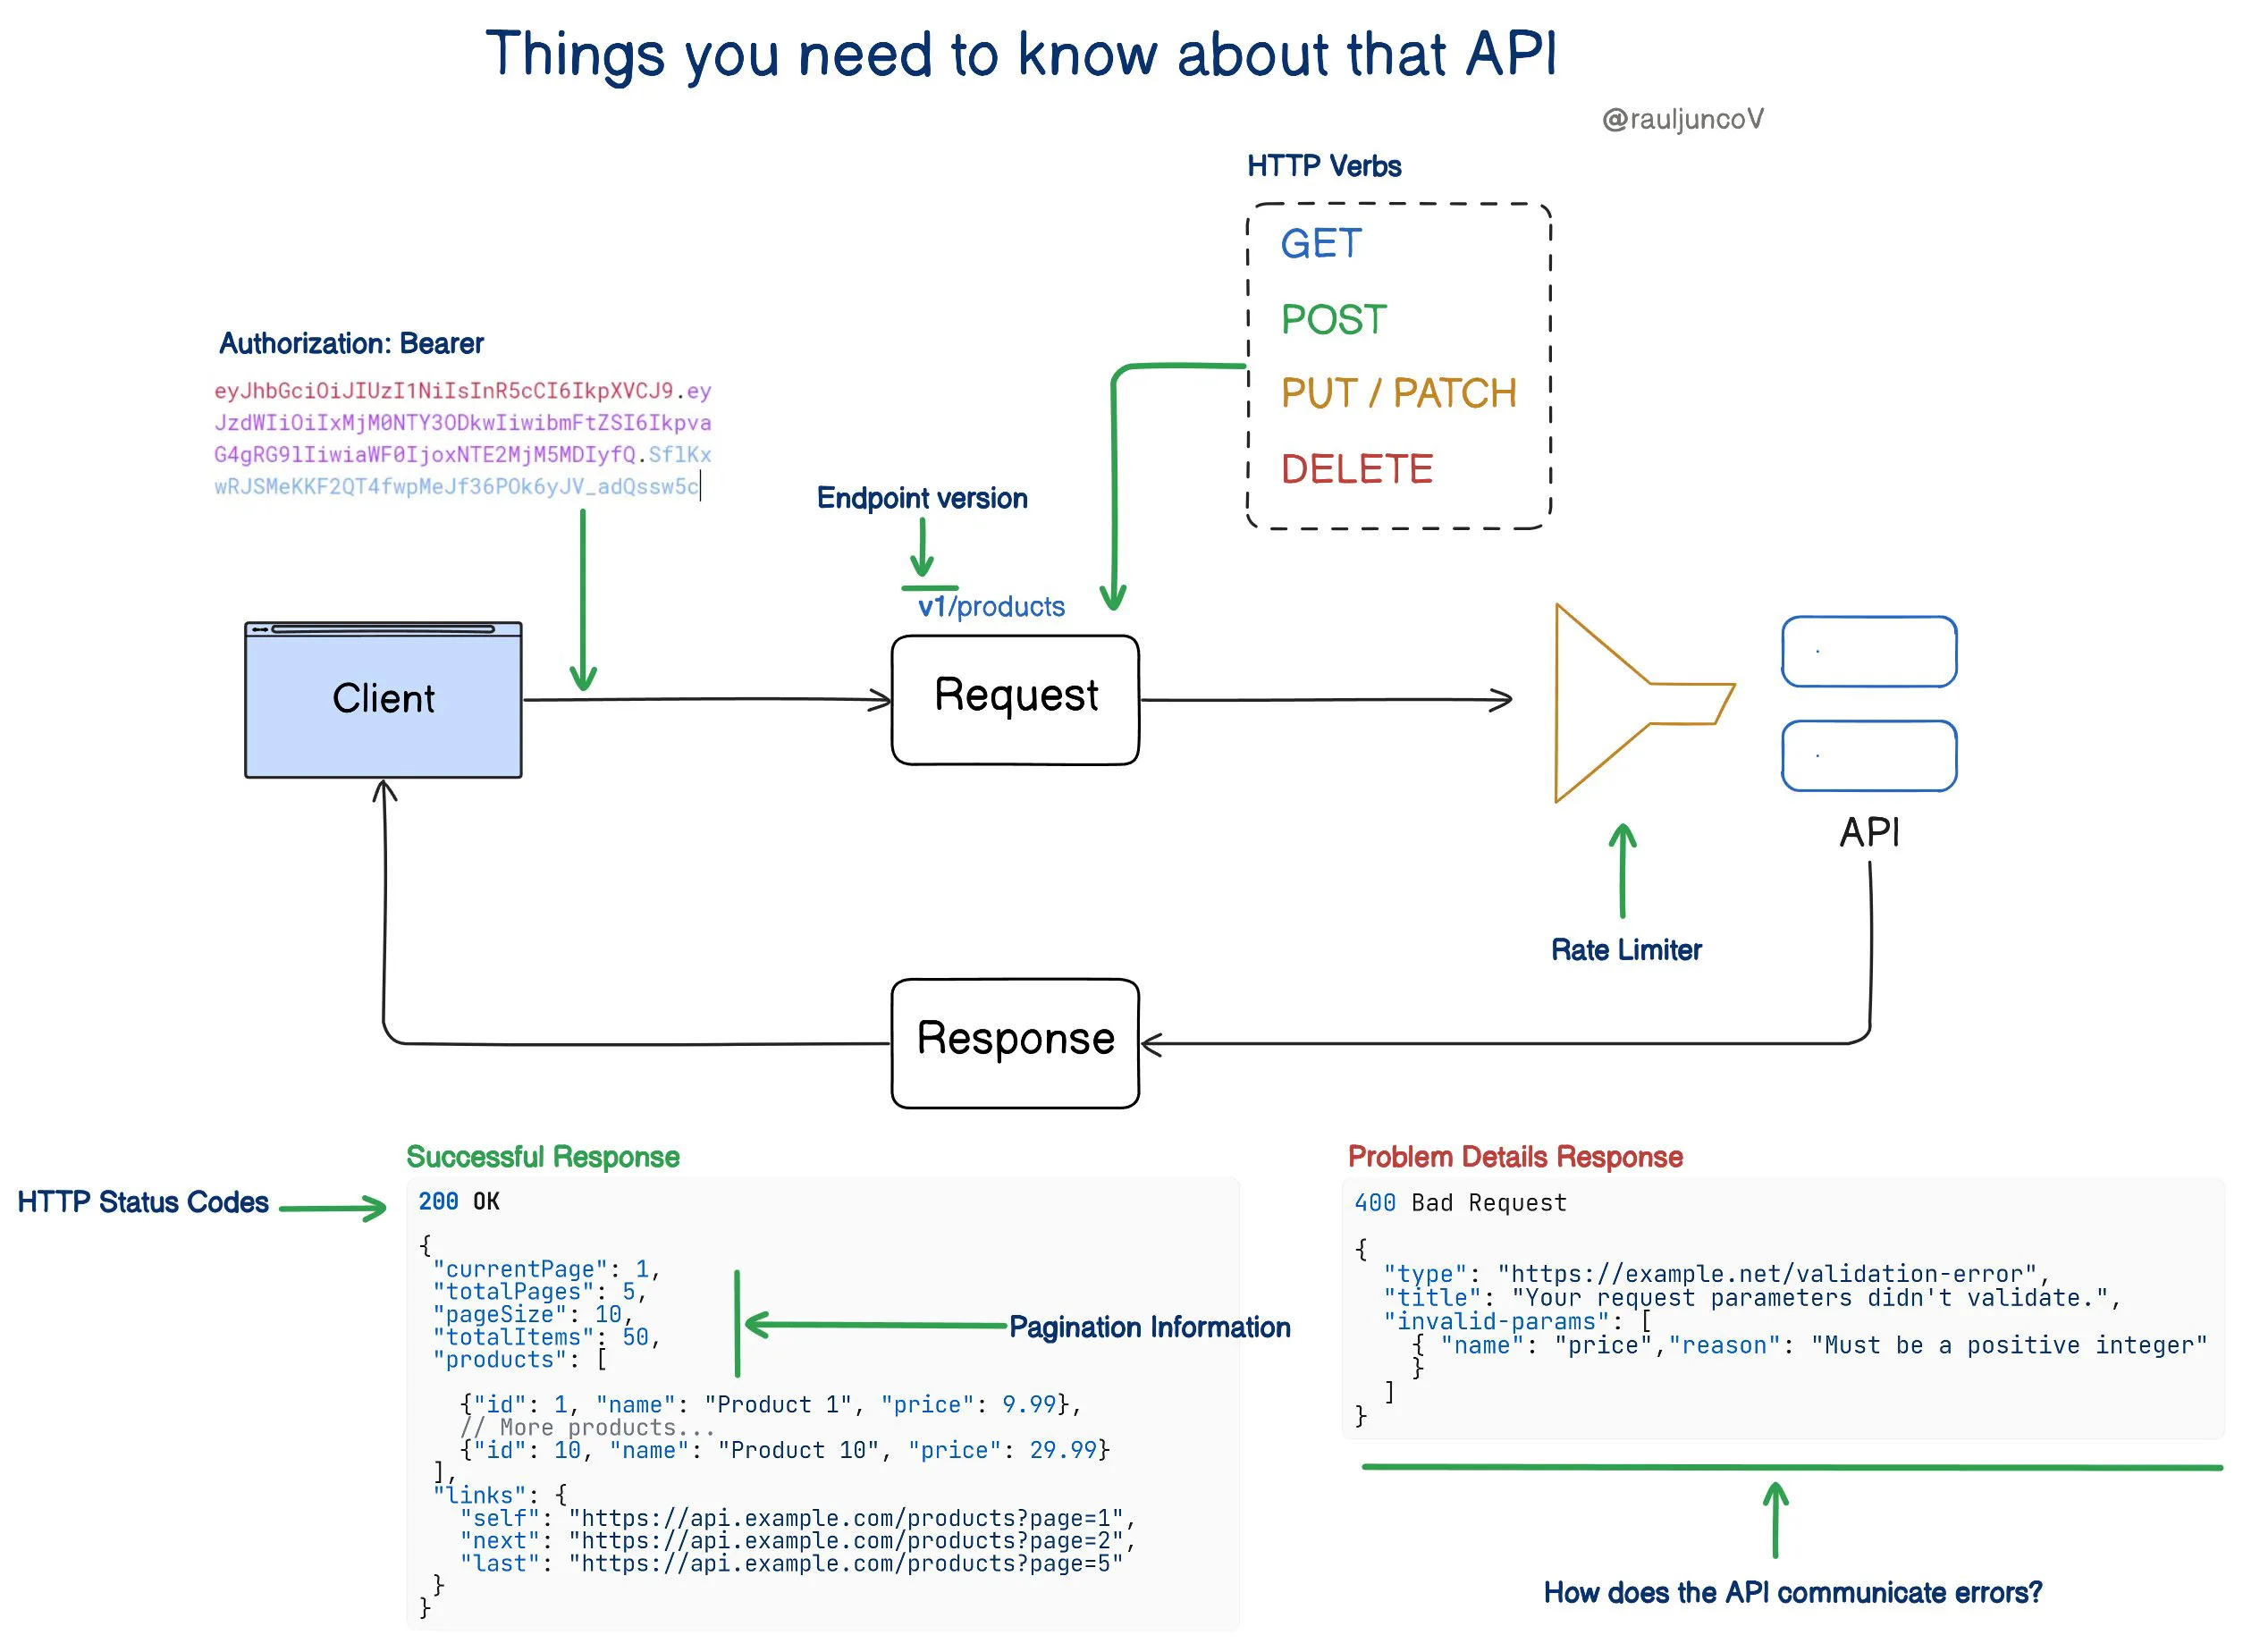 Things you need to know about that API
@rauljuncoV
HTTP Verbs
GET
POST
PUT / PATCH
DELETE
Authorization: Bearer
eyJhbGciOiJIUzI1NiIsInR5cCI6IkpXVCJ9.ey
JzdWIiOiIxMjM0NTY3ODkwIiwibmFtZSI6Ikpva
G4gRG9lIiwiaWF0IjoxNTE2MjM5MDIyfQ.SflKx
wRJSMeKKF2QT4fwpMeJf36POk6yJV_adQssw5c
Endpoint version
v1/products
Client
Request
API
Rate Limiter
Response
Successful Response
HTTP Status Codes
200 OK
{
"currentPage": 1,
"totalPages": 5,
"pageSize": 10,
"totalItems": 50,
"products": [
Pagination Information
{"id": 1, "name": "Product 1", "price": 9.99},
// More products...
{"id": 10, "name": "Product 10", "price": 29.99}
],
"links": {
"self": "https://api.example.com/products?page=1",
"next": "https://api.example.com/products?page=2",
"last": "https://api.example.com/products?page=5"
}
}
Problem Details Response
400 Bad Request
{
"type": "https://example.net/validation-error",
"title": "Your request parameters didn't validate.",
"invalid-params": [
{ "name": "price","reason": "Must be a positive integer"
}
]
}
How does the API communicate errors?